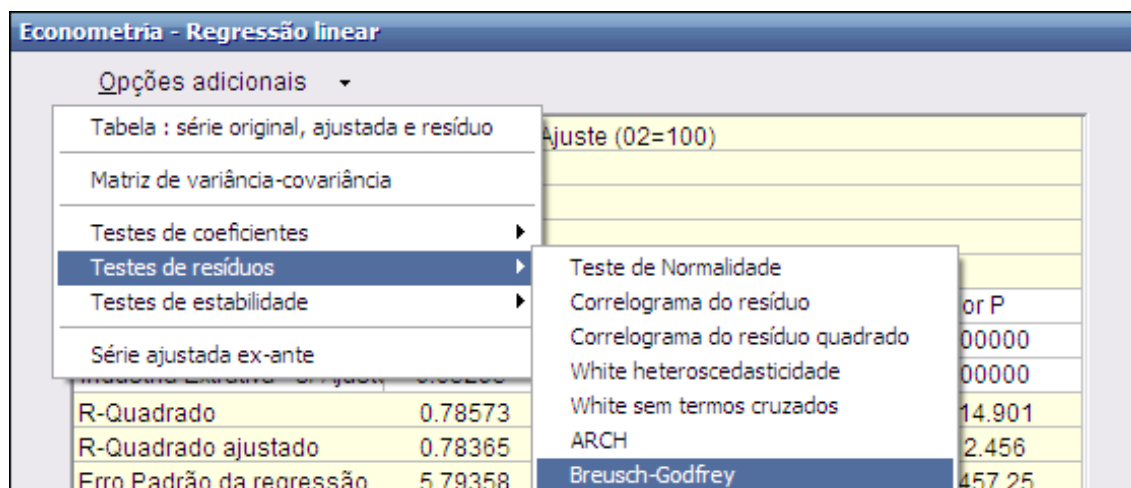 Econometria - Regressão linear
Opções adicionais
Tabela : série original, ajustada e resíduo
Ajuste (02=100)
Matriz de variância-covariância
Testes de coeficientes
Testes de resíduos
Teste de Normalidade
Testes de estabilidade
Correlograma do resíduo
or P
Correlograma do resíduo quadrado
00000
Série ajustada ex-ante
White heteroscedasticidade
00000
R-Quadrado 0.78573
White sem termos cruzados
14.901
R-Quadrado ajustado 0.78365
ARCH
2.456
Erro Padrão da regressão 5.79358
Breusch-Godfrey
457.25